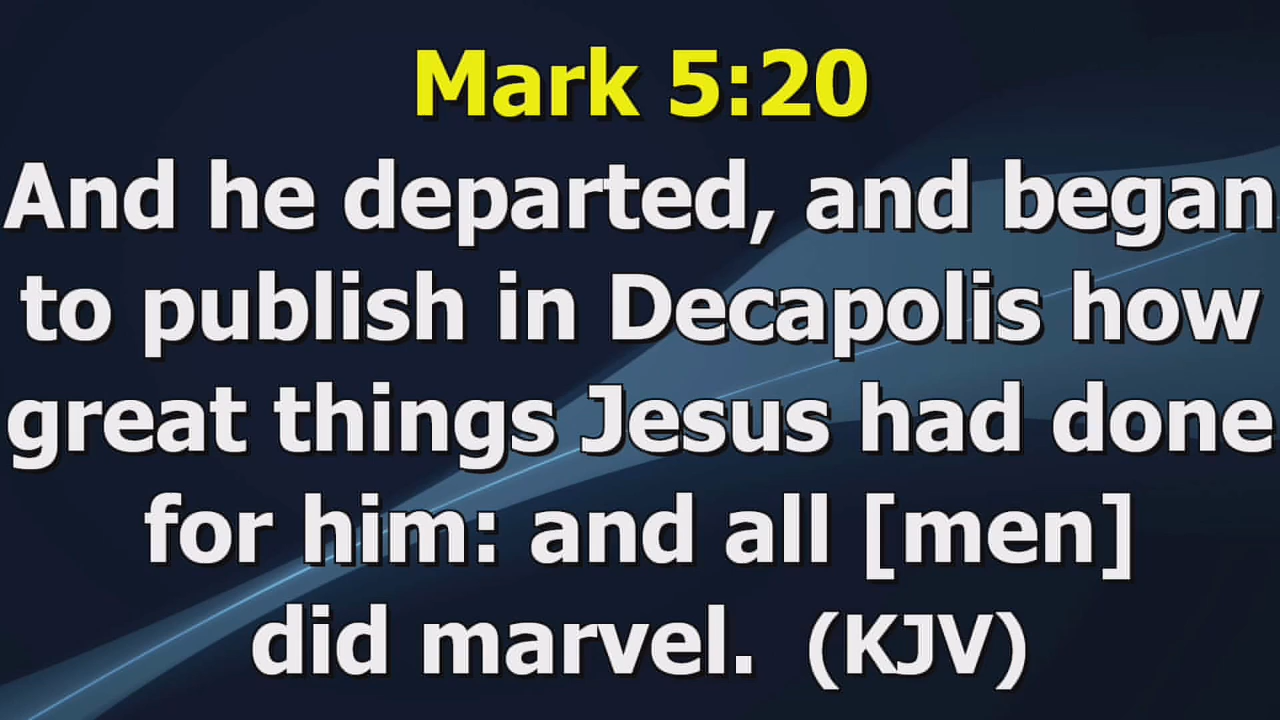 Mark 5:20
And he departed, and began
to publish in Decapolis how
great things Jesus had done
for him: and all [men]
did marvel.  (KJV)